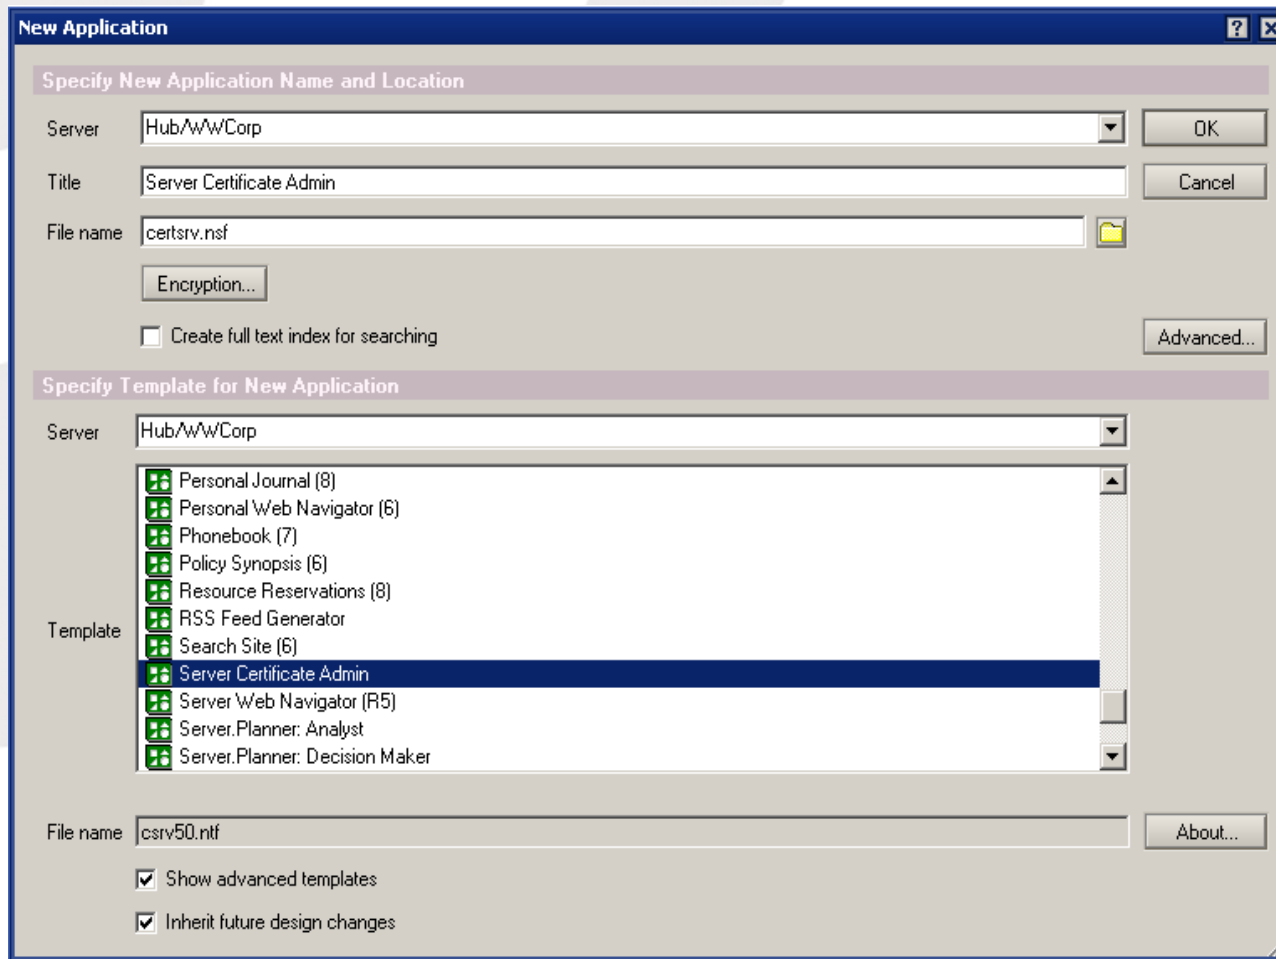 New Application
Specify New Application Name and Location
Server Hub/WWCorp OK
Title Server Certificate Admin Cancel
File name certsrv.nsf
Encryption...
Create full text index for searching Advanced...
Specify Template for New Application
Server Hub/WWCorp
Personal Journal (8)
Personal Web Navigator (6)
Phonebook (7)
Policy Synopsis (6)
Resource Reservations (8)
RSS Feed Generator
Template
Search Site (6)
Server Certificate Admin
Server Web Navigator (R5)
Server.Planner: Analyst
Server.Planner: Decision Maker
File name csrv50.ntf About...
Show advanced templates
Inherit future design changes